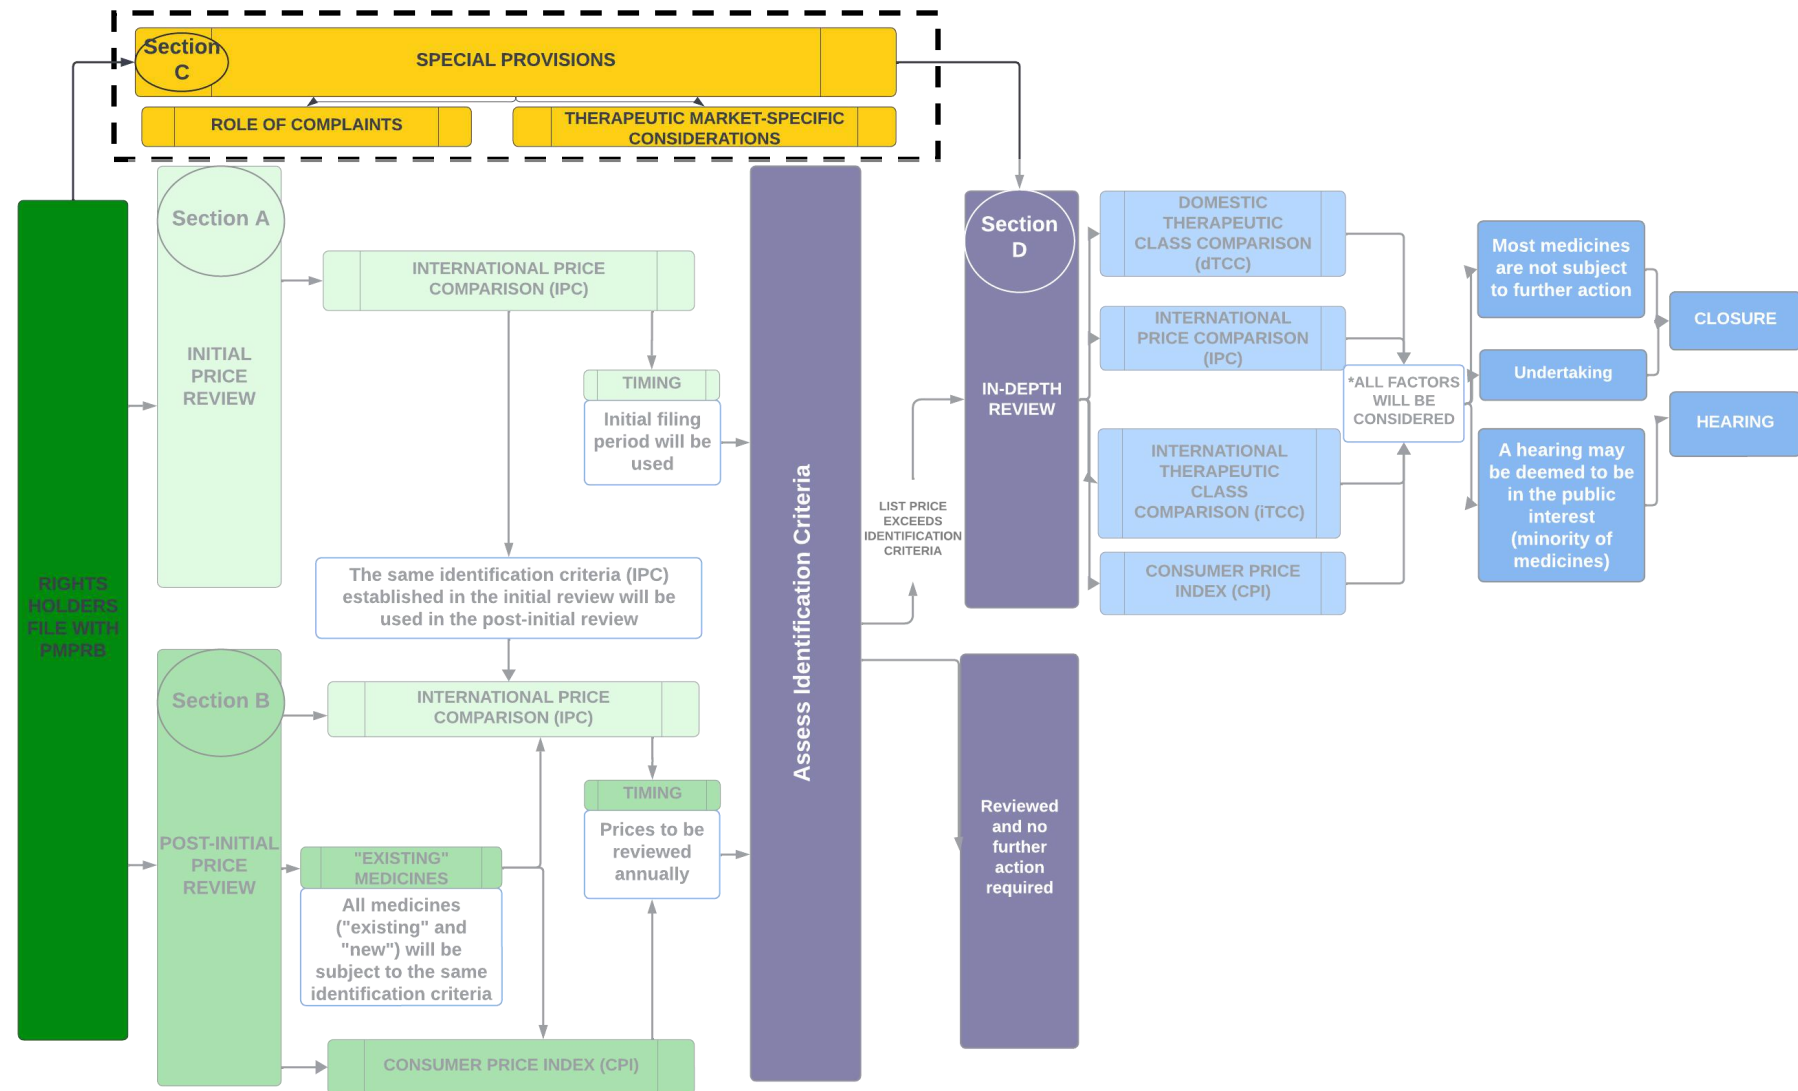 Section
C
SPECIAL PROVISIONS
ROLE OF COMPLAINTS
THERAPEUTIC MARKET-SPECIFIC
CONSIDERATIONS
RIGHTS
HOLDERS
FILE WITH
PMPRB
Section A
INITIAL
PRICE
REVIEW
INTERNATIONAL PRICE
COMPARISON (IPC)
TIMING
Initial filing
period will be
used
The same identification criteria (IPC)
established in the initial review will be
used in the post-initial review
Section B
POST-INITIAL
PRICE
REVIEW
INTERNATIONAL PRICE
COMPARISON (IPC)
TIMING
Prices to be
reviewed
annually
"EXISTING"
MEDICINES
All medicines
("existing" and
"new") will be
subject to the same
identification criteria
CONSUMER PRICE INDEX (CPI)
Assess Identification Criteria
LIST PRICE
EXCEEDS
IDENTIFICATION
CRITERIA
Section
D
IN-DEPTH
REVIEW
Reviewed
and no
further
action
required
DOMESTIC
THERAPEUTIC
CLASS COMPARISON
(dTCC)
INTERNATIONAL
PRICE COMPARISON
(IPC)
INTERNATIONAL
THERAPEUTIC
CLASS
COMPARISON (iTCC)
CONSUMER PRICE
INDEX (CPI)
*ALL FACTORS
WILL BE
CONSIDERED
Most medicines
are not subject
to further action
Undertaking
A hearing may
be deemed to be
in the public
interest
(minority of
medicines)
CLOSURE
HEARING